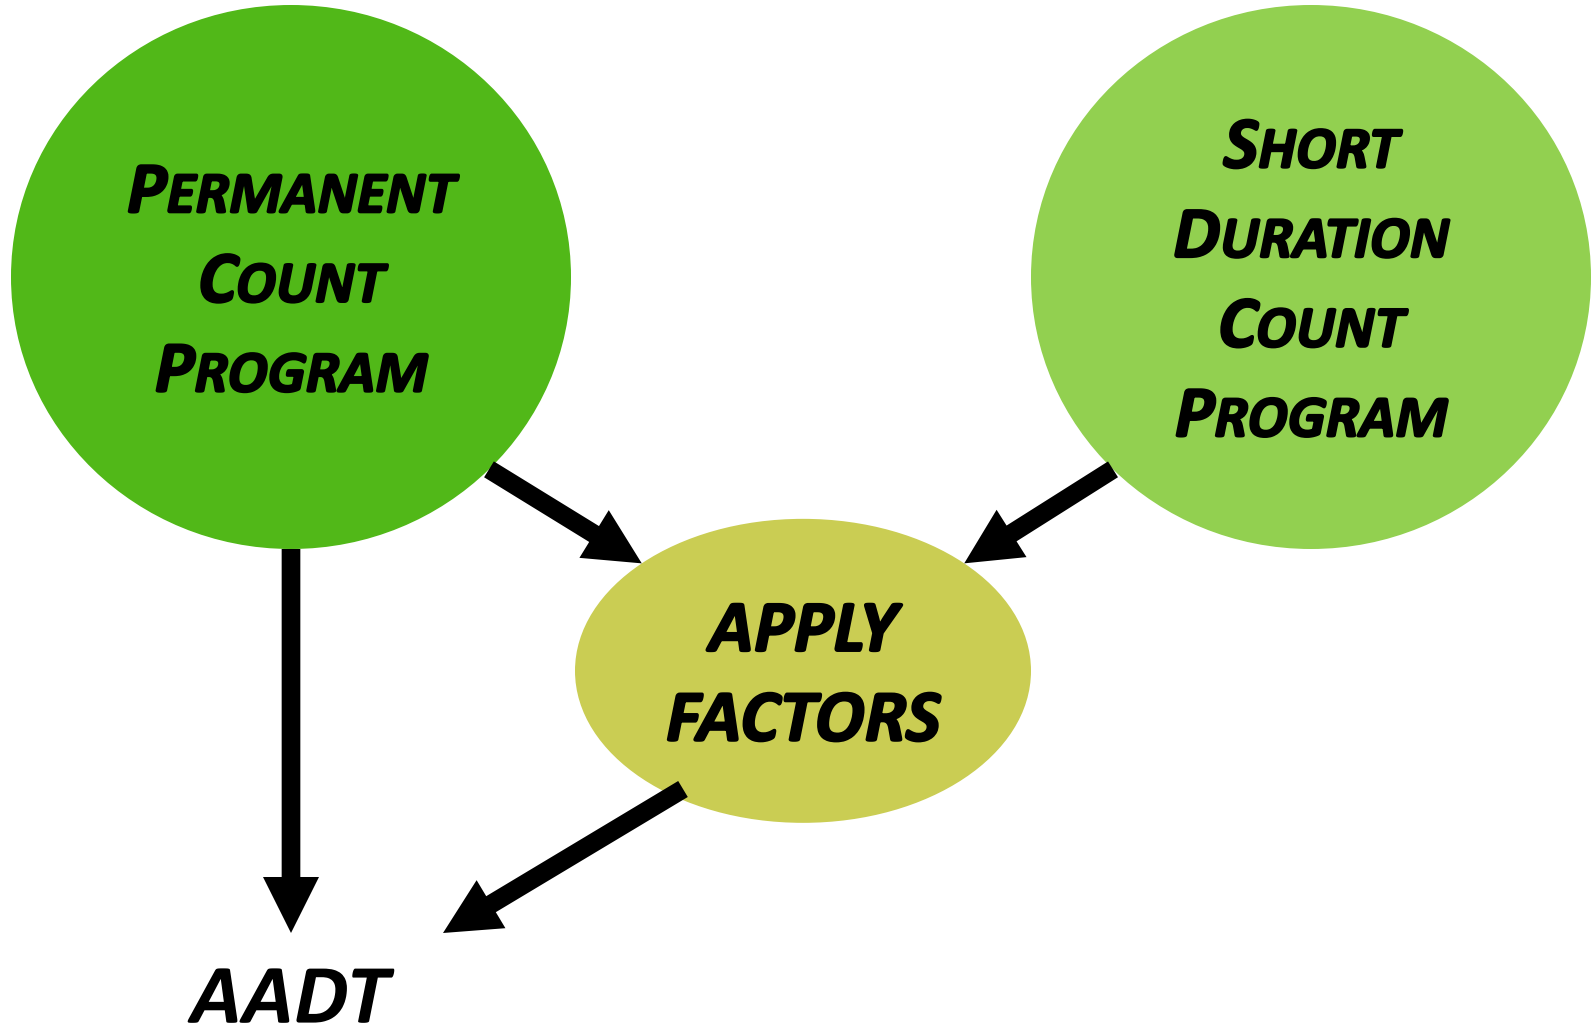 PERMANENT
COUNT
PROGRAM
SHORT
DURATION
COUNT
PROGRAM
APPLY
FACTORS
AADT